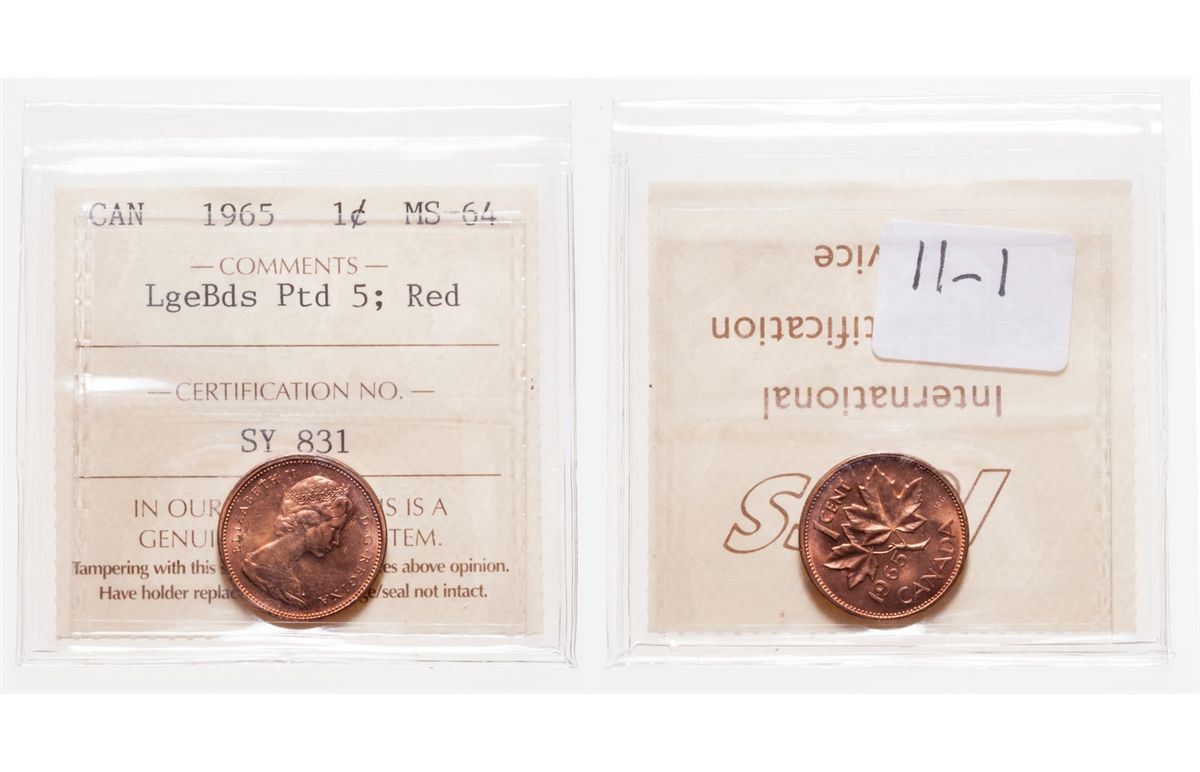 CAN 1965 1¢ MS-64
— COMMENTS —
LgeBds Ptd 5; Red
— CERTIFICATION NO. —
SY 831
IN OUR S IS A
GENUI TEM.
Tampering with this es above opinion.
Have holder replac ge/seal not intact.
ELIZABETH II D·G·REGINA
11-1
vice
tification
International
1 CENT
1965
CANADA